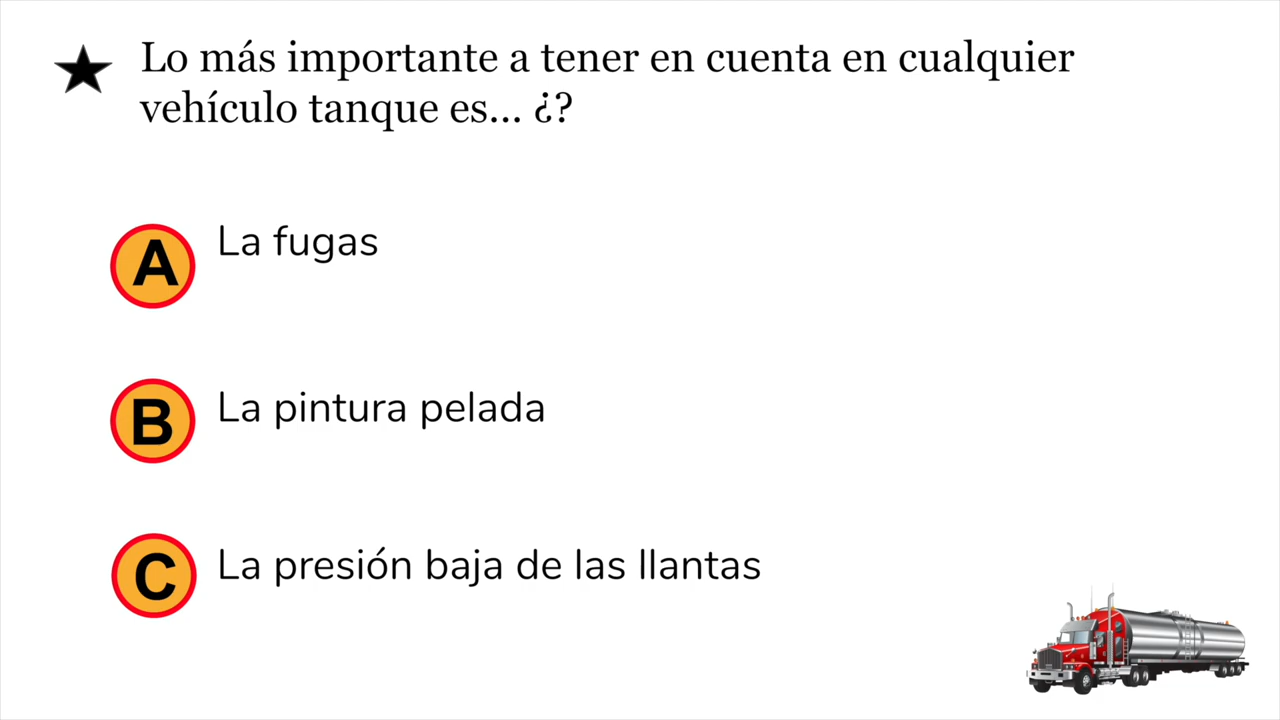 Lo más importante a tener en cuenta en cualquier
vehículo tanque es... ¿?
A
La fugas
B
La pintura pelada
C
La presión baja de las llantas